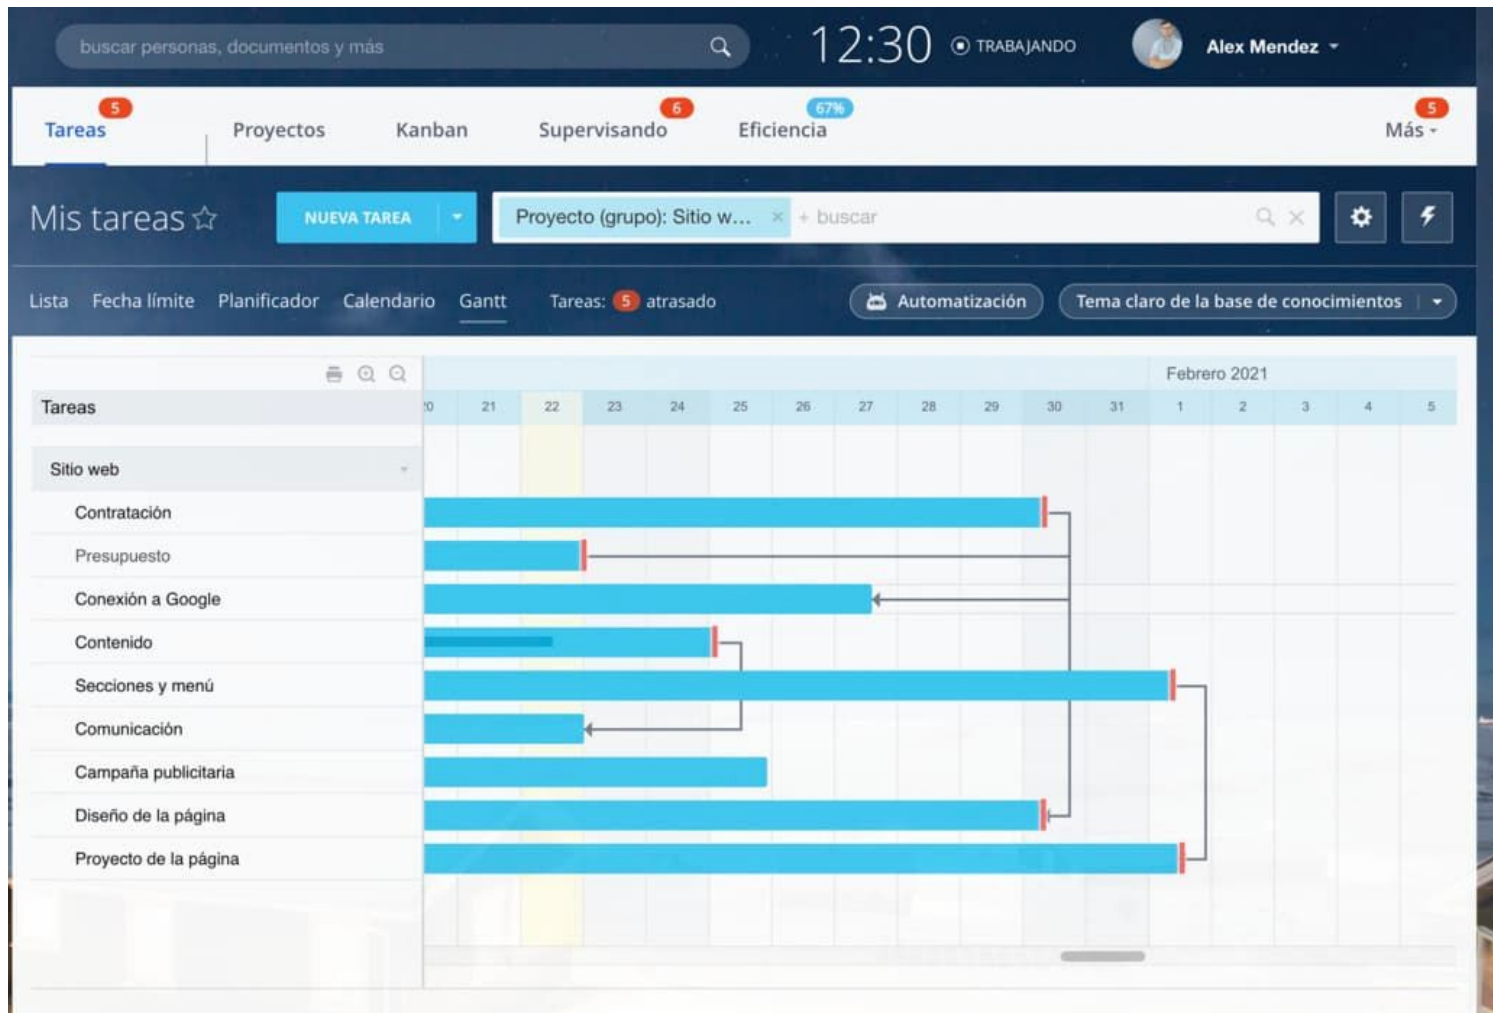 buscar personas, documentos y más
12:30
TRABAJANDO
Alex Mendez
5
6
67%
5
Tareas
Proyectos
Kanban
Supervisando
Eficiencia
Más
Mis tareas
NUEVA TAREA
Proyecto (grupo): Sitio w... ×
+ buscar
Lista
Fecha límite
Planificador
Calendario
Gantt
Tareas: 5 atrasado
Automatización
Tema claro de la base de conocimientos
Febrero 2021
Tareas
21 22 23 24 25 26 27 28 29 30 31 1 2 3 4 5
Sitio web
Contratación
Presupuesto
Conexión a Google
Contenido
Secciones y menú
Comunicación
Campaña publicitaria
Diseño de la página
Proyecto de la página